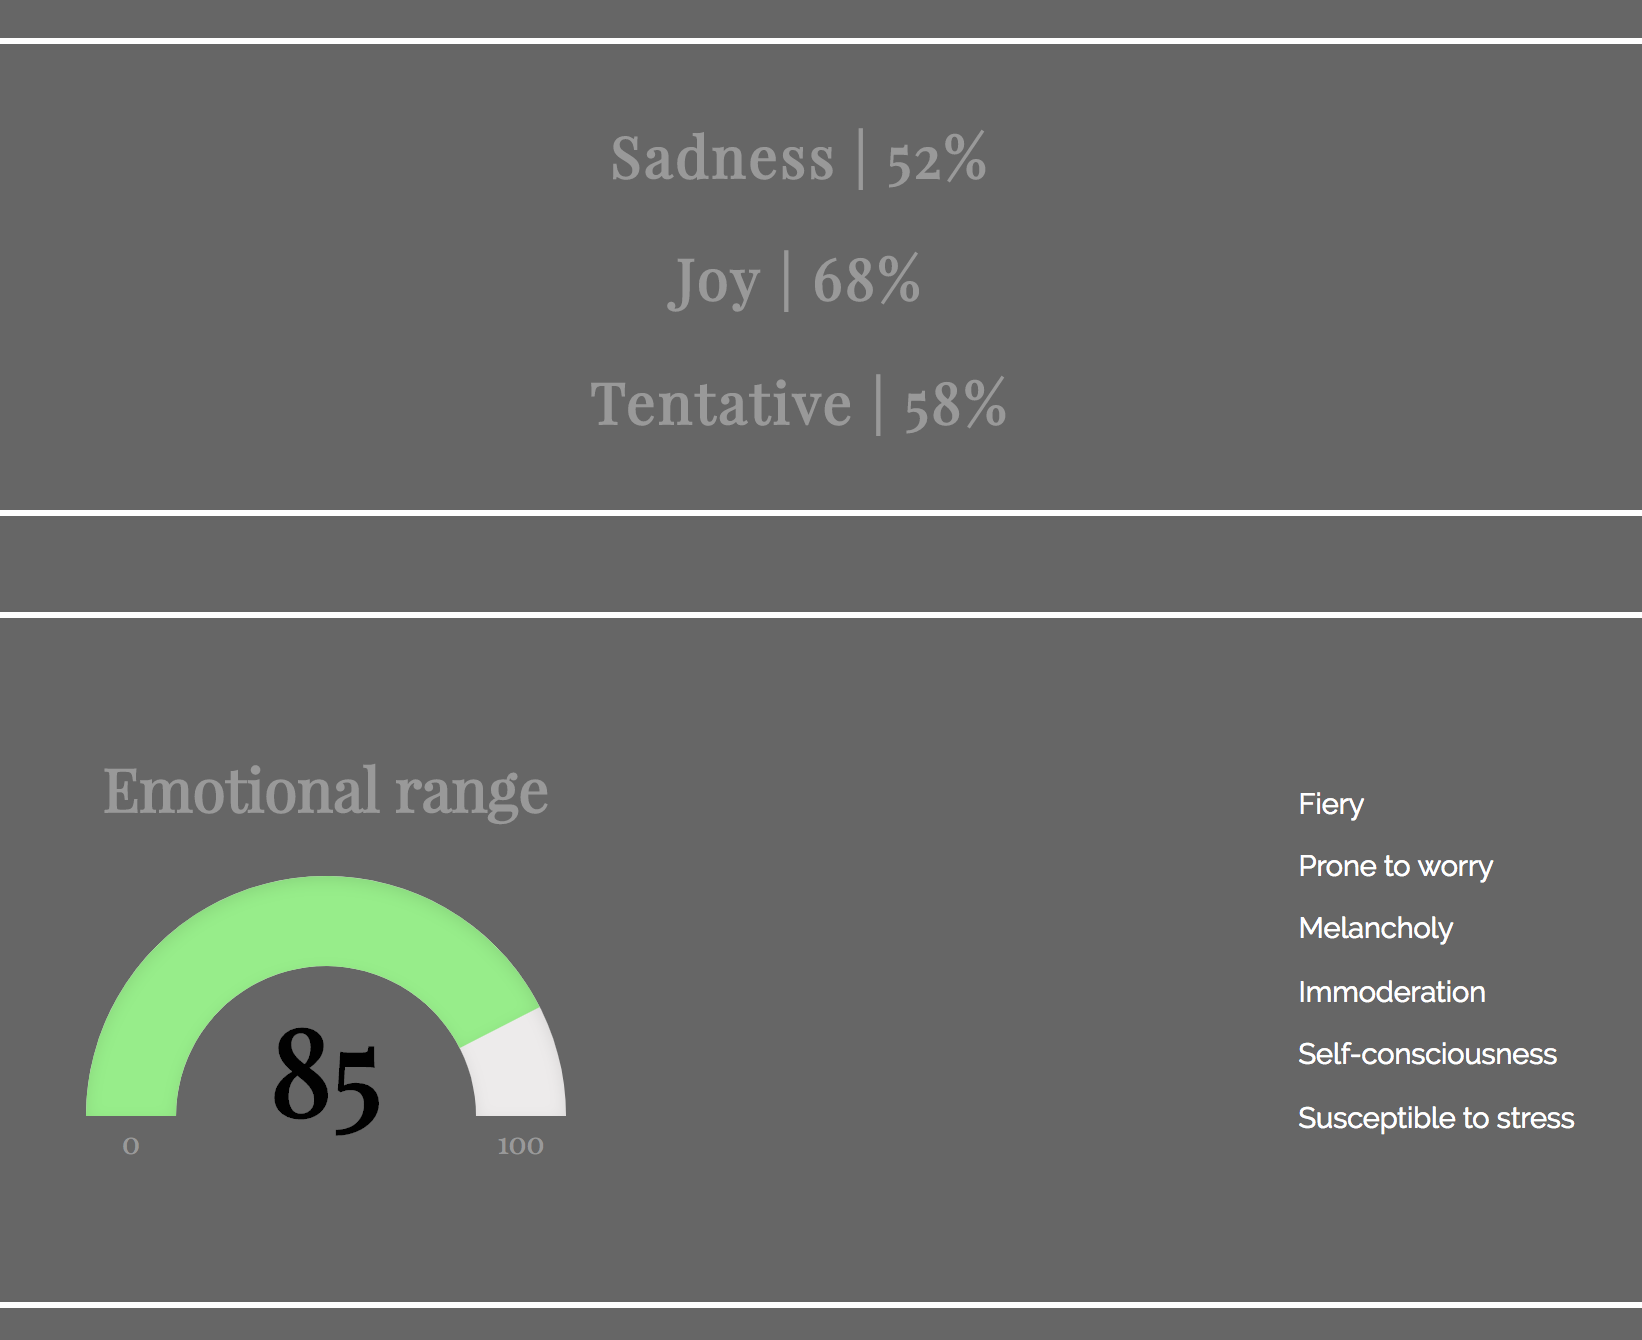 Sadness | 52%
Joy | 68%
Tentative | 58%
Emotional range
85
0
100
Fiery
Prone to worry
Melancholy
Immoderation
Self-consciousness
Susceptible to stress